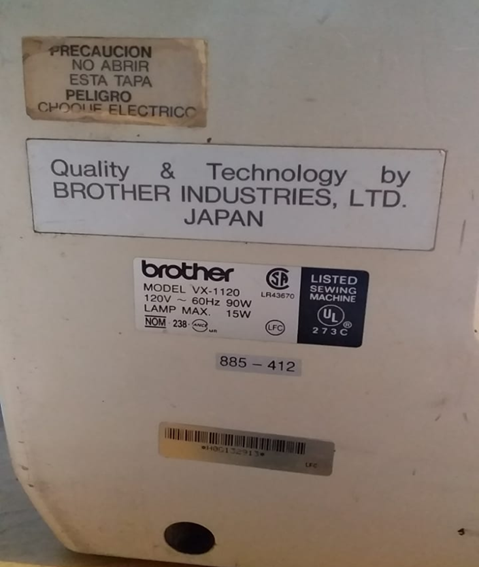 PRECAUCION
NO ABRIR
ESTA TAPA
PELIGRO
CHOQUE ELECTRICO
Quality & Technology by
BROTHER INDUSTRIES, LTD.
JAPAN
brother
MODEL VX-1120
120V ~ 60Hz 90W
LAMP MAX. 15W
NOM 238-
SA
LR43670
LFC
LISTED
SEWING
MACHINE
UL ®
273C
885-412
LFC